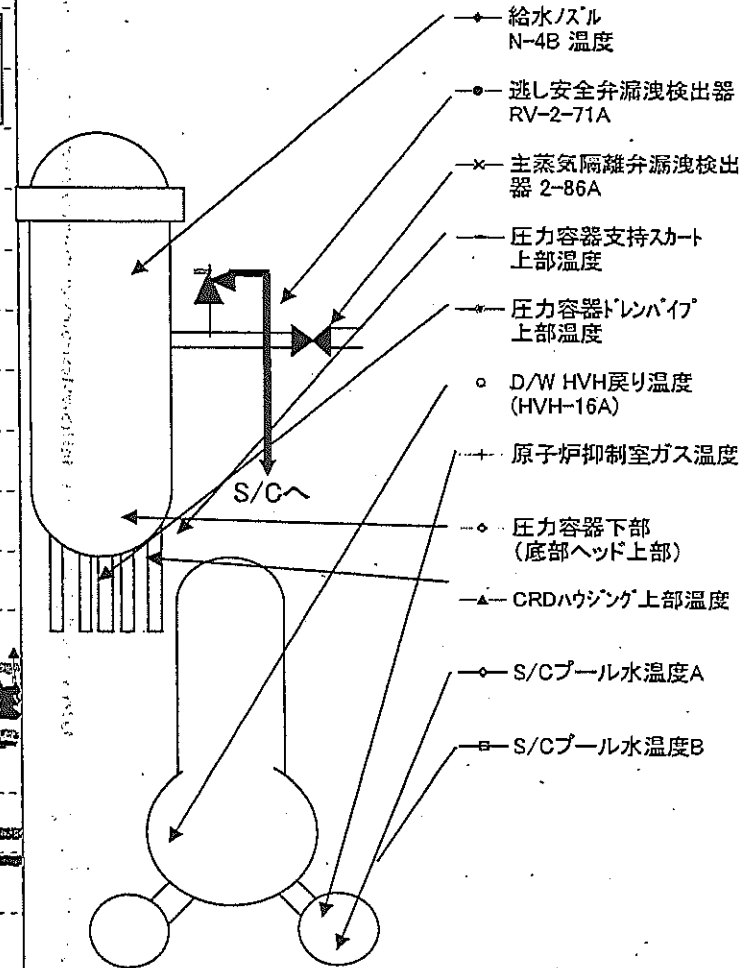 給水ノズル
N-4B 温度
逃し安全弁漏洩検出器
RV-2-71A
主蒸気隔離弁漏洩検出
器 2-86A
圧力容器支持スカート
上部温度
圧力容器ドレンパイプ
上部温度
D/W HVH戻り温度
(HVH-16A)
原子炉抑制室ガス温度
S/Cへ
圧力容器下部
(底部ヘッド上部)
CRDハウジング上部温度
S/Cプール水温度A
S/Cプール水温度B